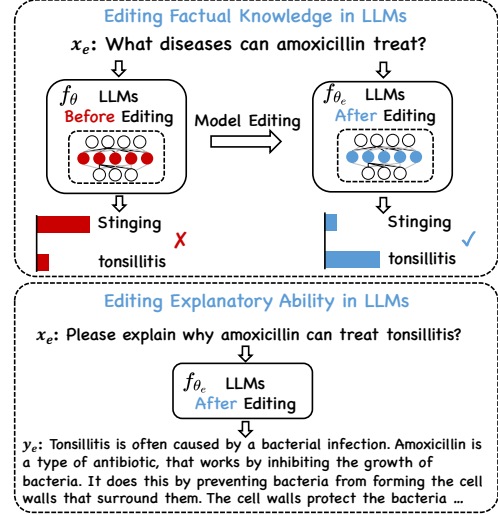 Editing Factual Knowledge in LLMs
xₑ: What diseases can amoxicillin treat?
f_θ LLMs
Before Editing
Model Editing
f_θₑ LLMs
After Editing
Stinging
✗
tonsillitis
Stinging
✓
tonsillitis
Editing Explanatory Ability in LLMs
xₑ: Please explain why amoxicillin can treat tonsillitis?
f_θₑ LLMs
After Editing
yₑ: Tonsillitis is often caused by a bacterial infection. Amoxicillin is
a type of antibiotic, that works by inhibiting the growth of
bacteria. It does this by preventing bacteria from forming the cell
walls that surround them. The cell walls protect the bacteria ...